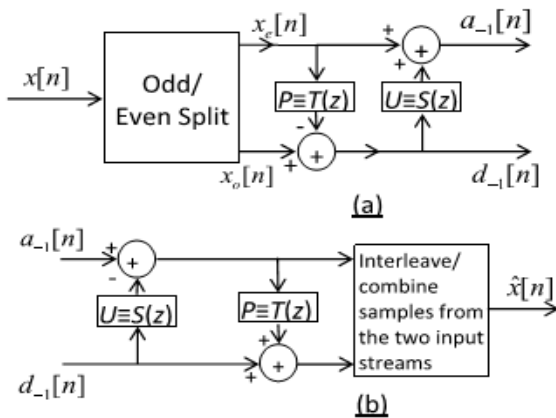 x[n]
Odd/
Even Split
x_e[n]
x_o[n]
P≡T(z)
U≡S(z)
+
+
+
-
+
+
a_{-1}[n]
d_{-1}[n]
(a)
a_{-1}[n]
d_{-1}[n]
+
+
-
U≡S(z)
P≡T(z)
+
+
+
Interleave/
combine
samples from
the two input
streams
x̂[n]
(b)